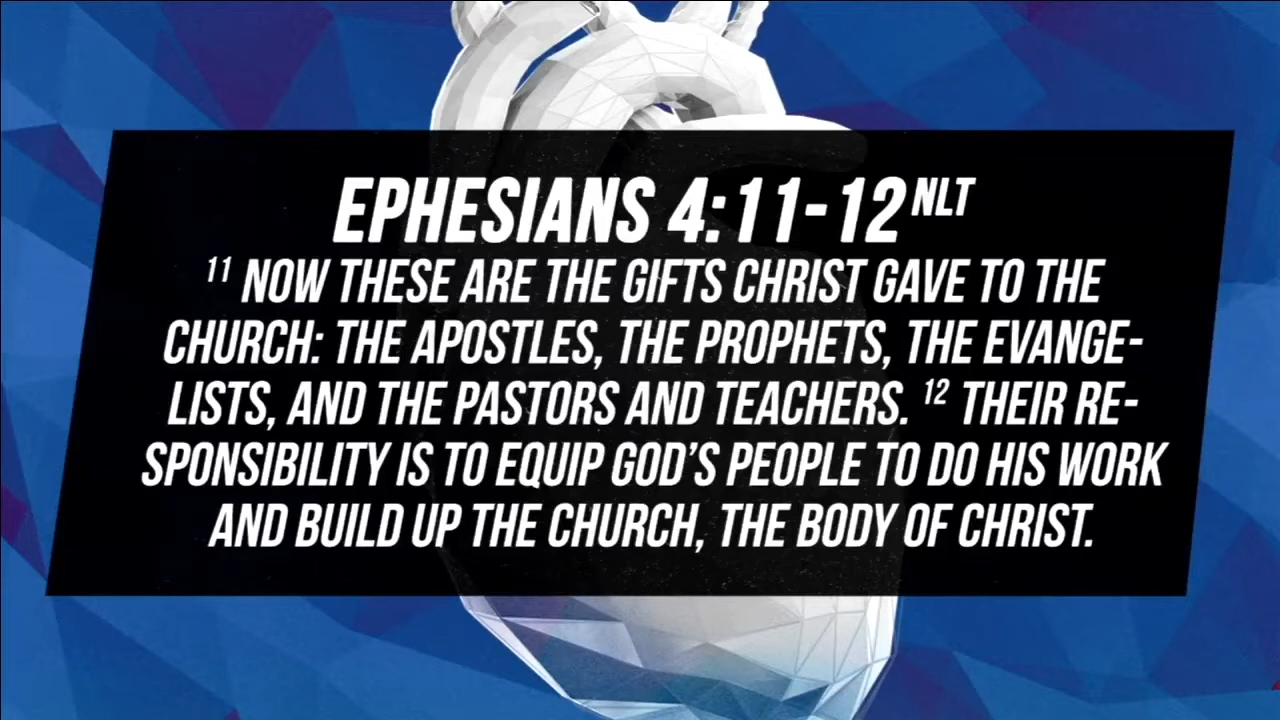 EPHESIANS 4:11-12 NLT
11 NOW THESE ARE THE GIFTS CHRIST GAVE TO THE
CHURCH: THE APOSTLES, THE PROPHETS, THE EVANGE-
LISTS, AND THE PASTORS AND TEACHERS. 12 THEIR RE-
SPONSIBILITY IS TO EQUIP GOD’S PEOPLE TO DO HIS WORK
AND BUILD UP THE CHURCH, THE BODY OF CHRIST.